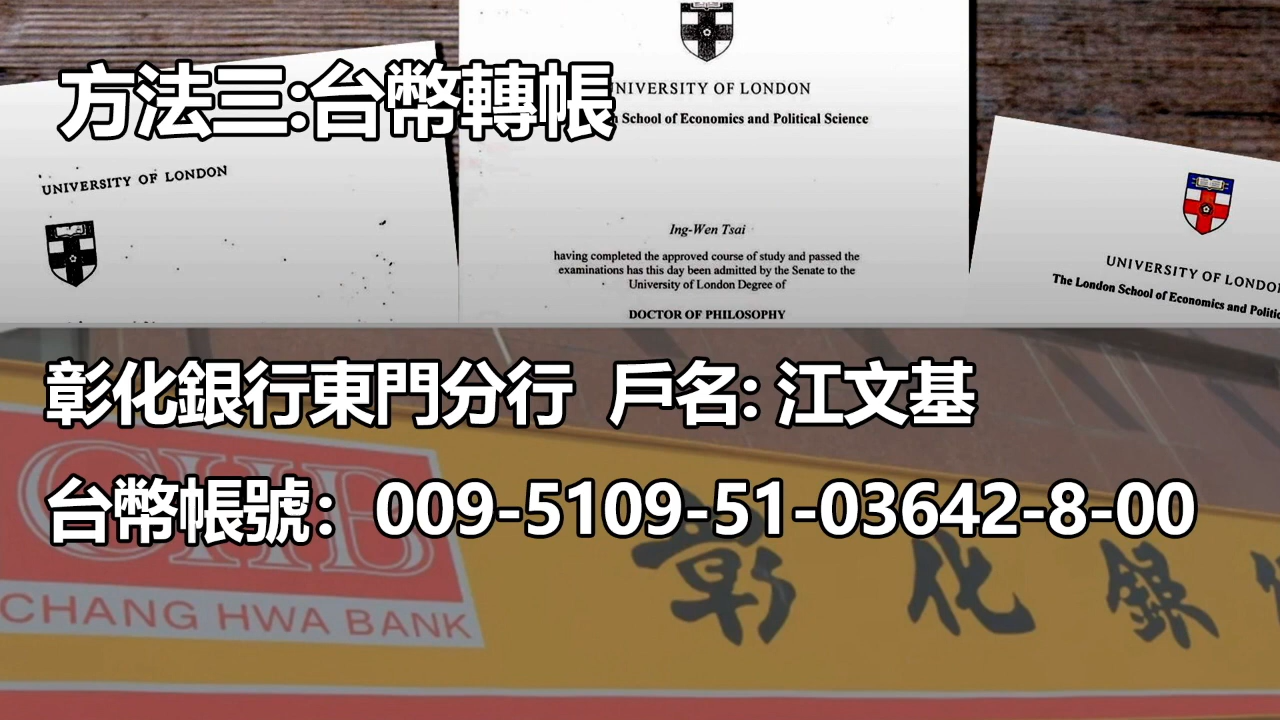 方法三:台幣轉帳
UNIVERSITY OF LONDON
School of Economics and Political Science
UNIVERSITY OF LONDON
Ing-Wen Tsai
having completed the approved course of study and passed the
examinations has this day been admitted by the Senate to the
University of London Degree of
DOCTOR OF PHILOSOPHY
UNIVERSITY OF LONDON
The London School of Economics and
彰化銀行東門分行 戶名: 江文基
台幣帳號: 009-5109-51-03642-8-00
CHB
CHANG HWA BANK
彰化銀